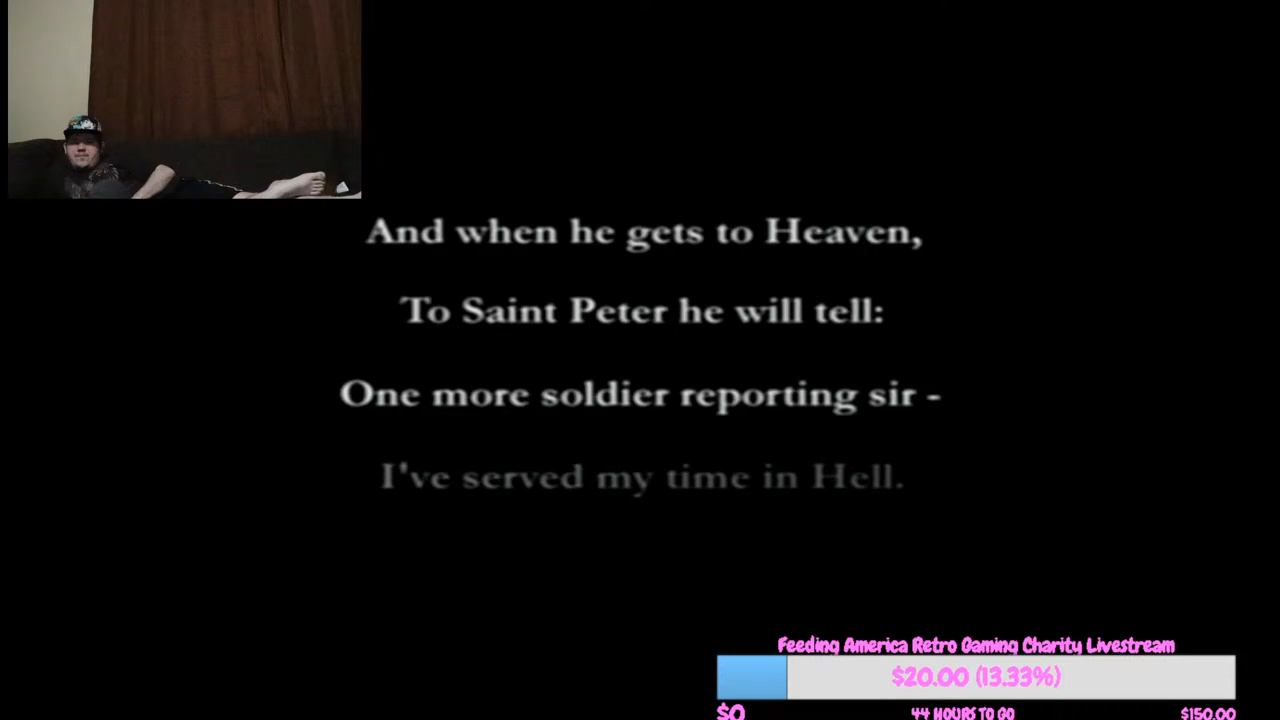 And when he gets to Heaven,
To Saint Peter he will tell:
One more soldier reporting sir -
I've served my time in Hell.
Feeding America Retro Gaming Charity Livestream
$20.00 (13.33%)
$0
44 HOURS TO GO
$150.00